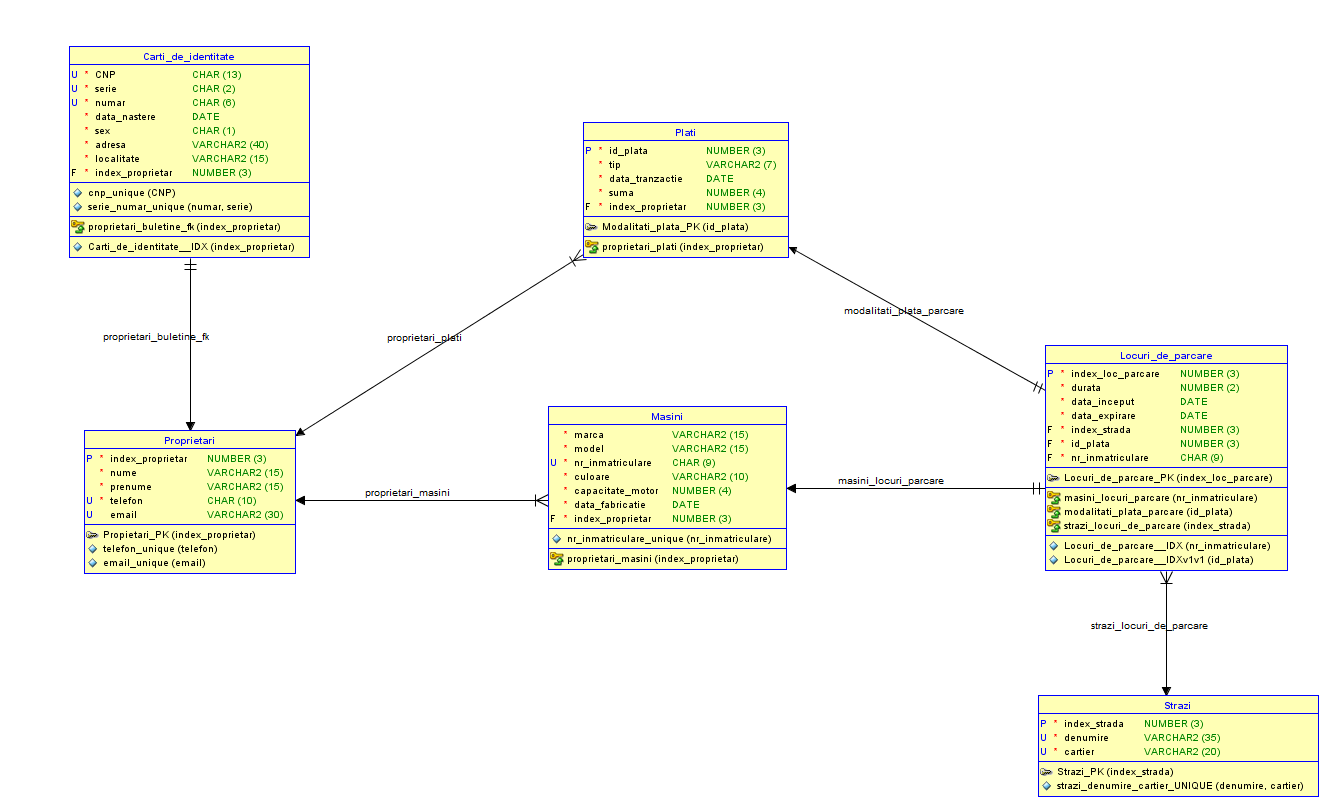 Carti_de_identitate
U * CNP CHAR (13)
U * serie CHAR (2)
U * numar CHAR (6)
* data_nastere DATE
* sex CHAR (1)
* adresa VARCHAR2 (40)
* localitate VARCHAR2 (15)
F * index_proprietar NUMBER (3)
cnp_unique (CNP)
serie_numar_unique (numar, serie)
proprietari_buletine_fk (index_proprietar)
Carti_de_identitate__IDX (index_proprietar)
Plati
P * id_plata NUMBER (3)
* tip VARCHAR2 (7)
* data_tranzactie DATE
* suma NUMBER (4)
F * index_proprietar NUMBER (3)
Modalitati_plata_PK (id_plata)
proprietari_plati (index_proprietar)
proprietari_buletine_fk
proprietari_plati
modalitati_plata_parcare
Locuri_de_parcare
P * index_loc_parcare NUMBER (3)
* durata NUMBER (2)
* data_inceput DATE
* data_expirare DATE
F * index_strada NUMBER (3)
F * id_plata NUMBER (3)
F * nr_inmatriculare CHAR (9)
Locuri_de_parcare_PK (index_loc_parcare)
masini_locuri_parcare (nr_inmatriculare)
modalitati_plata_parcare (id_plata)
strazi_locuri_de_parcare (index_strada)
Locuri_de_parcare__IDX (nr_inmatriculare)
Locuri_de_parcare__IDXv1v1 (id_plata)
Proprietari
P * index_proprietar NUMBER (3)
* nume VARCHAR2 (15)
* prenume VARCHAR2 (15)
U * telefon CHAR (10)
U email VARCHAR2 (30)
Propietari_PK (index_proprietar)
telefon_unique (telefon)
email_unique (email)
proprietari_masini
Masini
* marca VARCHAR2 (15)
* model VARCHAR2 (15)
U * nr_inmatriculare CHAR (9)
* culoare VARCHAR2 (10)
* capacitate_motor NUMBER (4)
* data_fabricatie DATE
F * index_proprietar NUMBER (3)
nr_inmatriculare_unique (nr_inmatriculare)
proprietari_masini (index_proprietar)
masini_locuri_parcare
strazi_locuri_de_parcare
Strazi
P * index_strada NUMBER (3)
U * denumire VARCHAR2 (35)
U * cartier VARCHAR2 (20)
Strazi_PK (index_strada)
strazi_denumire_cartier_UNIQUE (denumire, cartier)